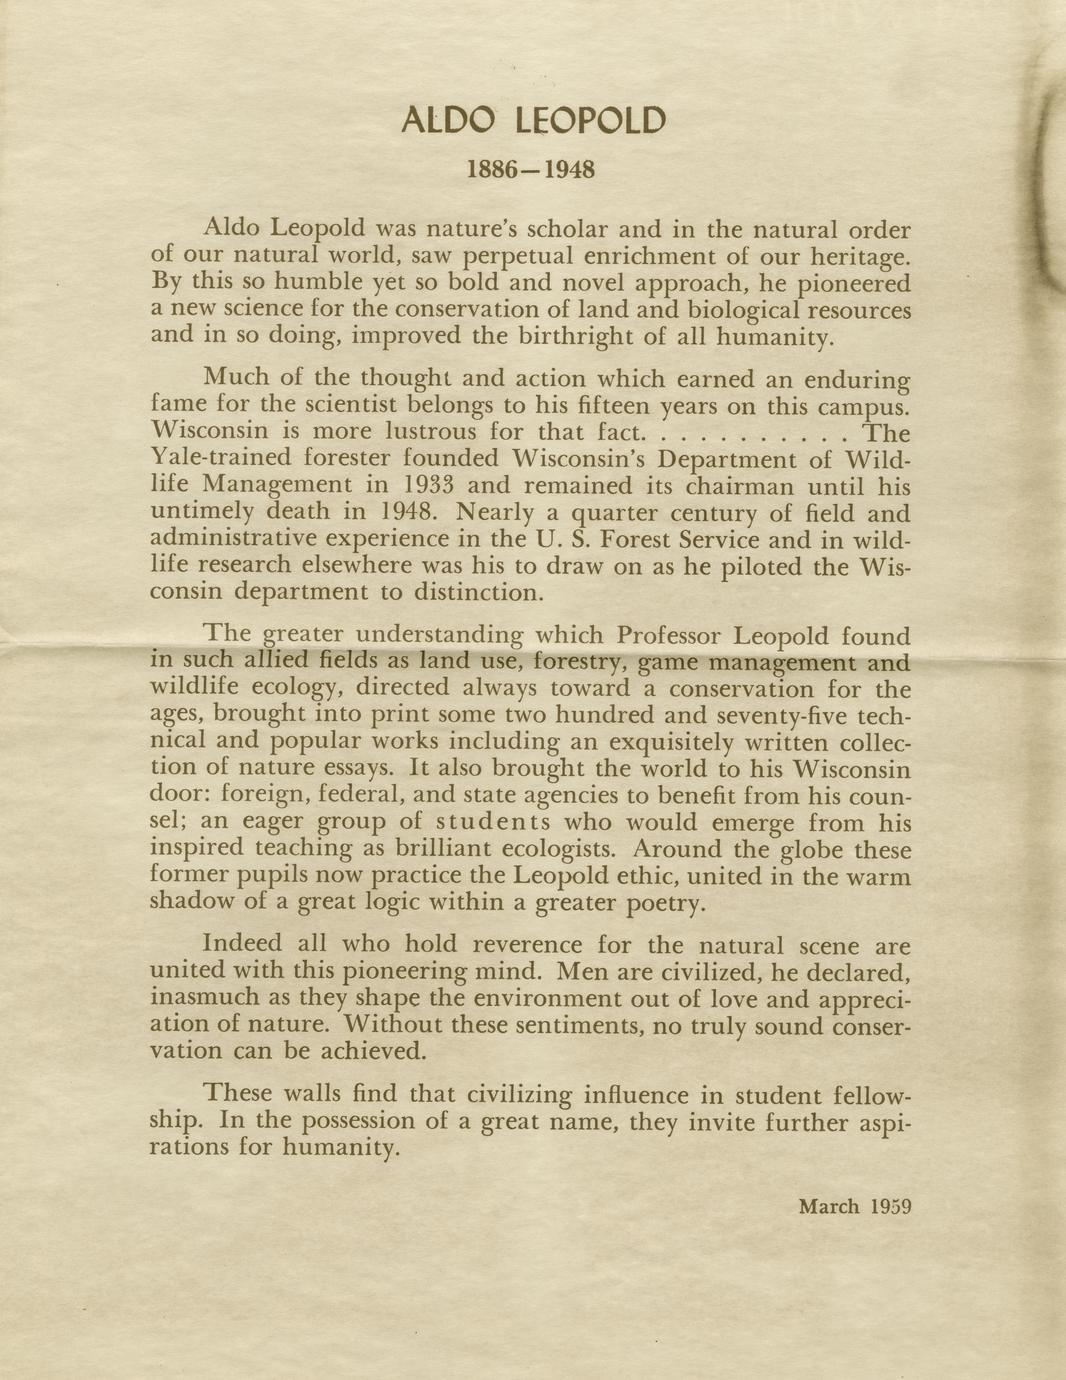 ALDO LEOPOLD
1886—1948
Aldo Leopold was nature's scholar and in the natural order
of our natural world, saw perpetual enrichment of our heritage.
By this so humble yet so bold and novel approach, he pioneered
a new science for the conservation of land and biological resources
and in so doing, improved the birthright of all humanity.
Much of the thought and action which earned an enduring
fame for the scientist belongs to his fifteen years on this campus.
Wisconsin is more lustrous for that fact. . . . . . . . . . . . The
Yale-trained forester founded Wisconsin's Department of Wild-
life Management in 1933 and remained its chairman until his
untimely death in 1948. Nearly a quarter century of field and
administrative experience in the U. S. Forest Service and in wild-
life research elsewhere was his to draw on as he piloted the Wis-
consin department to distinction.
The greater understanding which Professor Leopold found
in such allied fields as land use, forestry, game management and
wildlife ecology, directed always toward a conservation for the
ages, brought into print some two hundred and seventy-five tech-
nical and popular works including an exquisitely written collec-
tion of nature essays. It also brought the world to his Wisconsin
door: foreign, federal, and state agencies to benefit from his coun-
sel; an eager group of students who would emerge from his
inspired teaching as brilliant ecologists. Around the globe these
former pupils now practice the Leopold ethic, united in the warm
shadow of a great logic within a greater poetry.
Indeed all who hold reverence for the natural scene are
united with this pioneering mind. Men are civilized, he declared,
inasmuch as they shape the environment out of love and appreci-
ation of nature. Without these sentiments, no truly sound conser-
vation can be achieved.
These walls find that civilizing influence in student fellow-
ship. In the possession of a great name, they invite further aspi-
rations for humanity.
March 1959